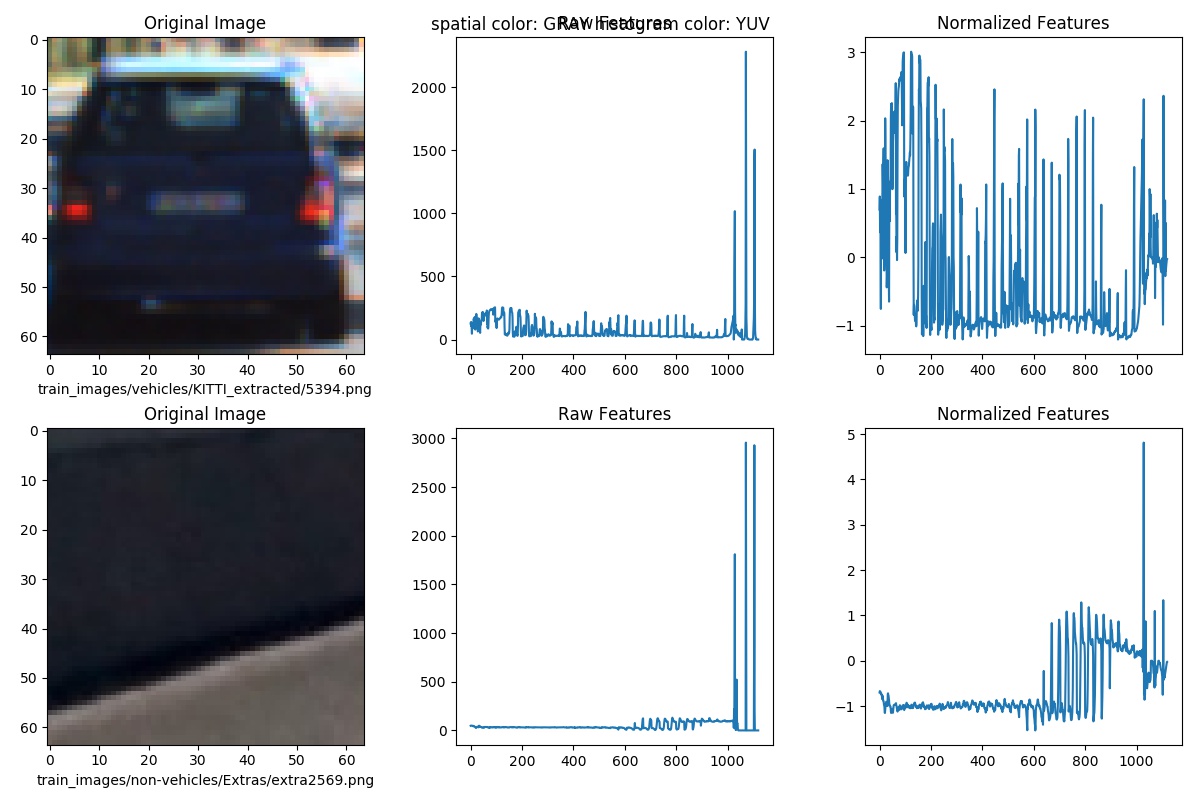 spatial color: GRAY histogram color: YUV
Original Image
Raw Features
Normalized Features
0
10
20
30
40
50
60
0 10 20 30 40 50 60
train_images/vehicles/KITTI_extracted/5394.png
2000
1500
1000
500
0
0 200 400 600 800 1000
3
2
1
0
−1
0 200 400 600 800 1000
Original Image
Raw Features
Normalized Features
0
10
20
30
40
50
60
0 10 20 30 40 50 60
train_images/non-vehicles/Extras/extra2569.png
3000
2500
2000
1500
1000
500
0
0 200 400 600 800 1000
5
4
3
2
1
0
−1
0 200 400 600 800 1000